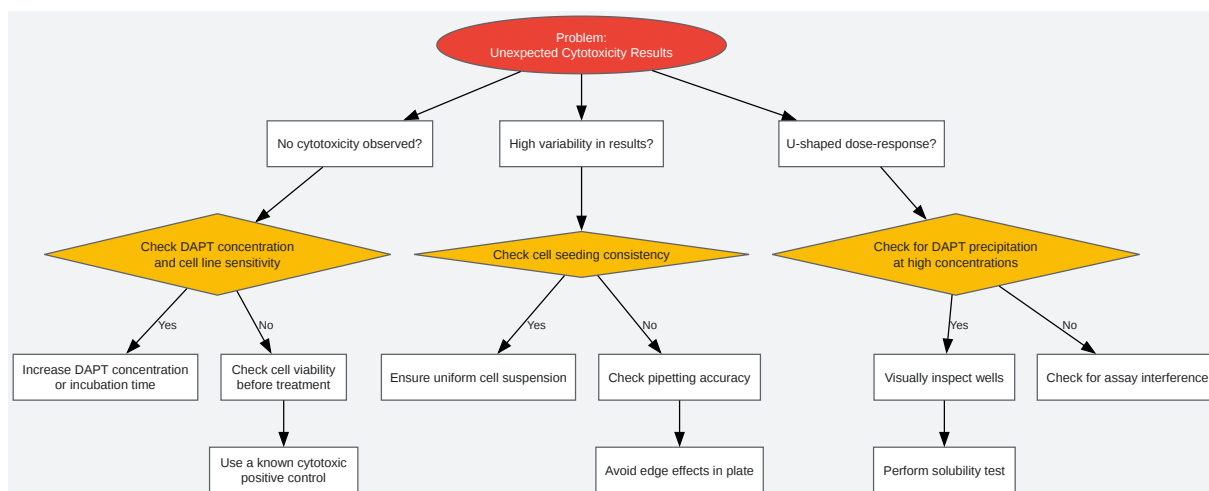 Problem:
Unexpected Cytotoxicity Results
No cytotoxicity observed?
High variability in results?
U-shaped dose-response?
Check DAPT concentration
and cell line sensitivity
Check cell seeding consistency
Check for DAPT precipitation
at high concentrations
Yes
No
Yes
No
Yes
No
Increase DAPT concentration
or incubation time
Check cell viability
before treatment
Ensure uniform cell suspension
Check pipetting accuracy
Visually inspect wells
Check for assay interference
Use a known cytotoxic
positive control
Avoid edge effects in plate
Perform solubility test